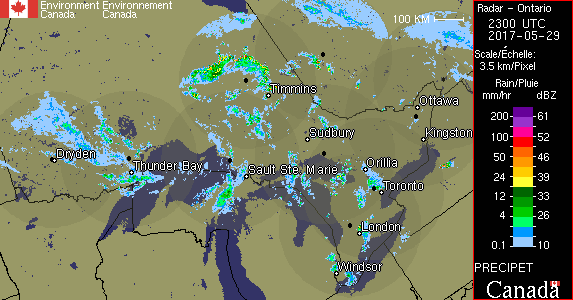 Environment Environnement
Canada Canada
100 KM
Timmins
Ottawa
Sudbury
Kingston
Dryden
Thunder Bay
Sault Ste. Marie
Orillia
Toronto
London
Windsor
Radar - Ontario
2300 UTC
2017-05-29
Scale/Échelle:
3.5 km/Pixel
Rain/Pluie
mm/hr dBZ
200 61
100 52
50 46
24 39
12 33
4 26
0.1 10
PRECIPET
Canada